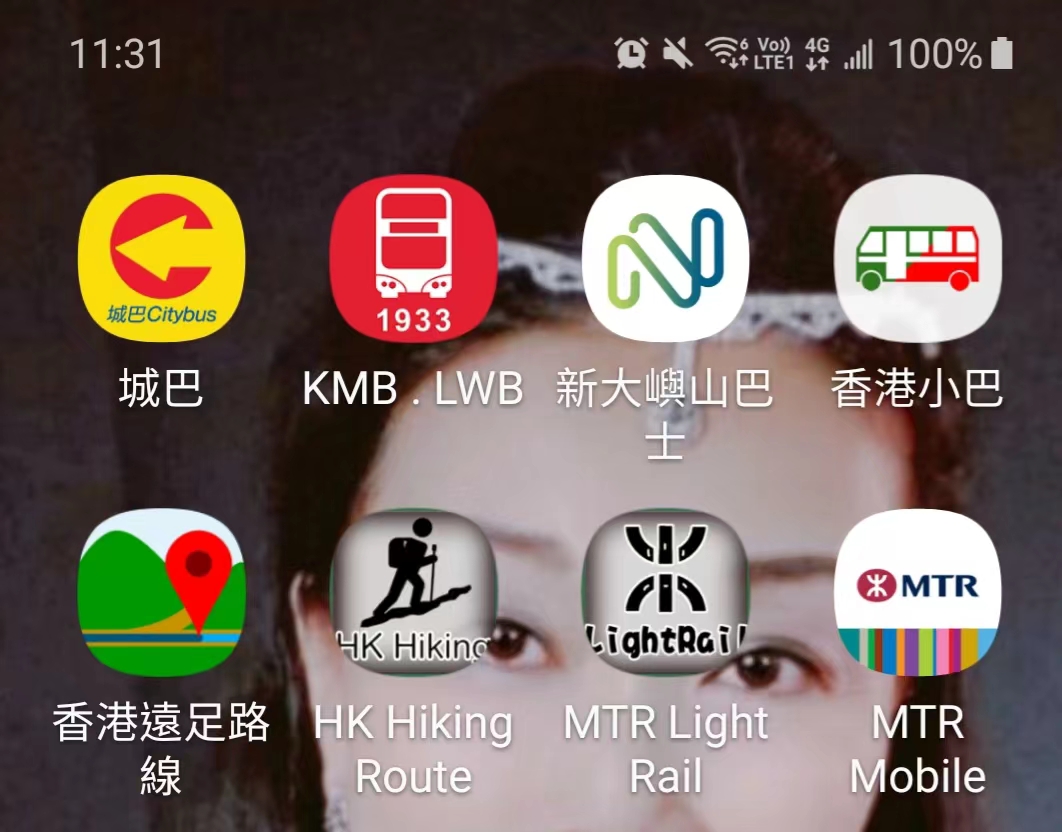 11:31
6 Vo)) LTE1 4G 100%
城巴Citybus
1933
城巴
KMB . LWB
新大嶼山巴
士
香港小巴
HK Hiking
LightRail
MTR
香港遠足路
線
HK Hiking
Route
MTR Light
Rail
MTR
Mobile